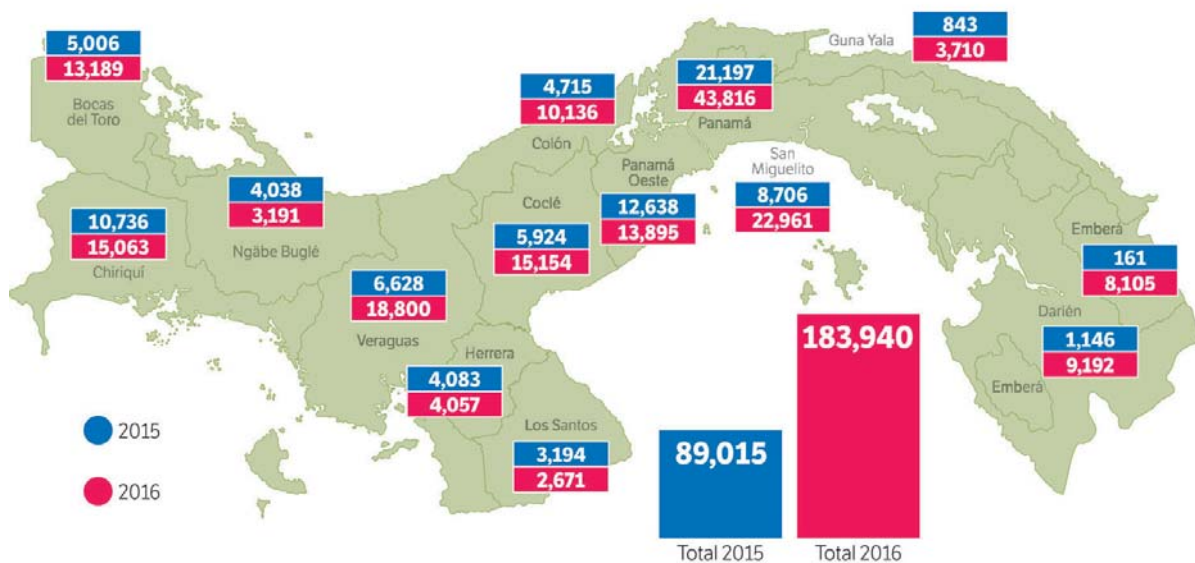 5,006
13,189
Bocas
del Toro
10,736
15,063
Chiriquí
4,038
3,191
Ngäbe Buglé
6,628
18,800
Veraguas
4,715
10,136
Colón
Coclé
5,924
15,154
Panamá
Oeste
12,638
13,895
21,197
43,816
Panamá
Guna Yala
843
3,710
San
Miguelito
8,706
22,961
Emberá
161
8,105
Darién
1,146
9,192
Emberá
Herrera
4,083
4,057
Los Santos
3,194
2,671
2015
2016
89,015
Total 2015
183,940
Total 2016